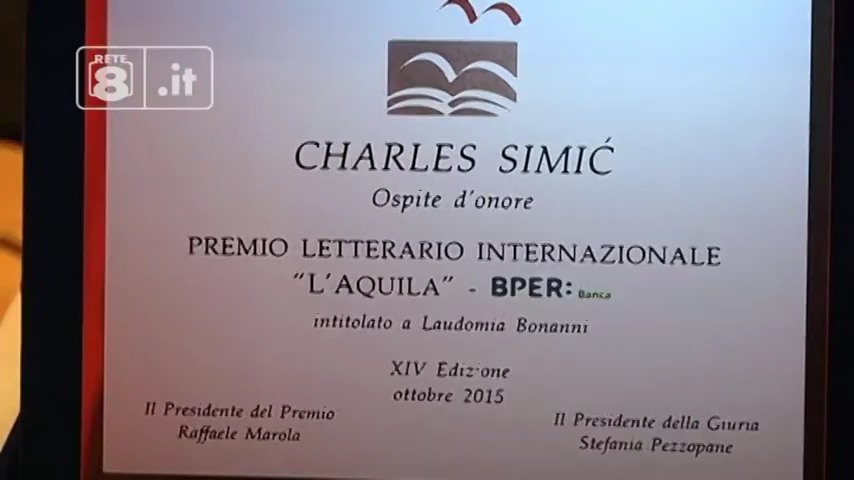 RETE 8 .it
CHARLES SIMIĆ
Ospite d'onore
PREMIO LETTERARIO INTERNAZIONALE
"L'AQUILA" - BPER: Banca
intitolato a Laudomia Bonanni
XIV Edizione
ottobre 2015
Il Presidente del Premio
Raffaele Marola
Il Presidente della Giuria
Stefania Pezzopane